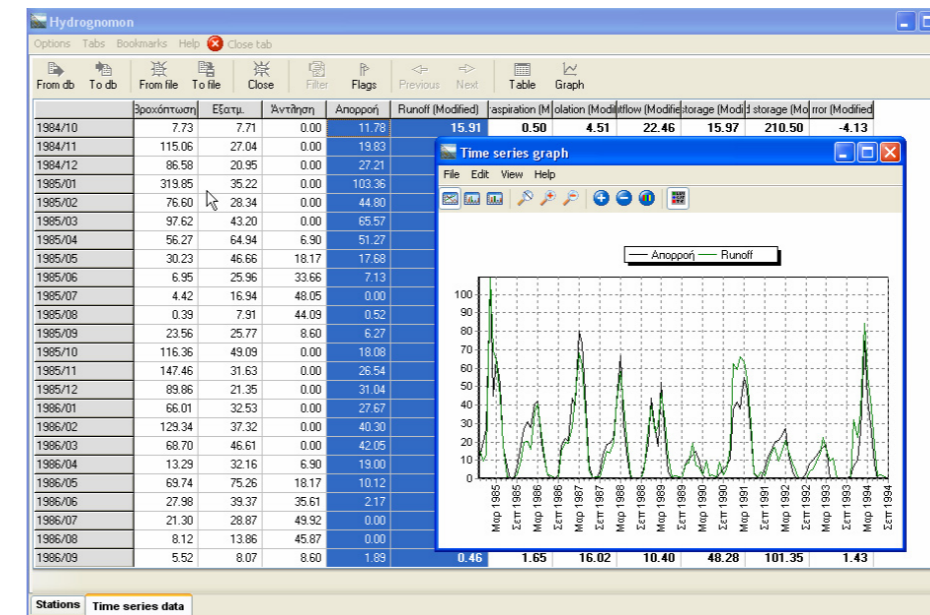 Hydrognomon
Options Tabs Bookmarks Help Close tab
From db To db From file To file Close Filter Flags Previous Next Table Graph
Βροχόπτωση Εξατμ. Άντληση Απορροή Runoff (Modified)
1984/10 7.73 7.71 0.00 11.78 15.91 0.50 4.51 22.46 15.97 210.50 -4.13
1984/11 115.06 27.04 0.00 19.83
1984/12 86.58 20.95 0.00 27.21
1985/01 319.85 35.22 0.00 103.36
1985/02 76.60 28.34 0.00 44.80
1985/03 97.62 43.20 0.00 65.57
1985/04 56.27 64.94 6.90 51.27
1985/05 30.23 46.66 18.17 17.68
1985/06 6.95 25.96 33.66 7.13
1985/07 4.42 16.94 48.05 0.00
1985/08 0.39 7.91 44.09 0.52
1985/09 23.56 25.77 8.60 6.27
1985/10 116.36 49.09 0.00 18.08
1985/11 147.46 31.63 0.00 26.54
1985/12 89.86 21.35 0.00 31.04
1986/01 66.01 32.53 0.00 27.67
1986/02 129.34 37.32 0.00 40.30
1986/03 68.70 46.61 0.00 42.05
1986/04 13.29 32.16 6.90 19.00
1986/05 69.74 75.26 18.17 10.12
1986/06 27.98 39.37 35.61 2.17
1986/07 21.30 28.87 49.92 0.00
1986/08 8.12 13.86 45.87 0.00
1986/09 5.52 8.07 8.60 1.89 0.46 1.65 16.02 10.40 48.28 101.35 1.43
Time series graph
File Edit View Help
Απορροή Runoff
100
90
80
70
60
50
40
30
20
10
0
Μαρ 1985 Σεπ 1985 Μαρ 1986 Σεπ 1986 Μαρ 1987 Σεπ 1987 Μαρ 1988 Σεπ 1988 Μαρ 1989 Σεπ 1989 Μαρ 1990 Σεπ 1990 Μαρ 1991 Σεπ 1991 Μαρ 1992 Σεπ 1992 Μαρ 1993 Σεπ 1993 Μαρ 1994 Σεπ 1994
Stations Time series data